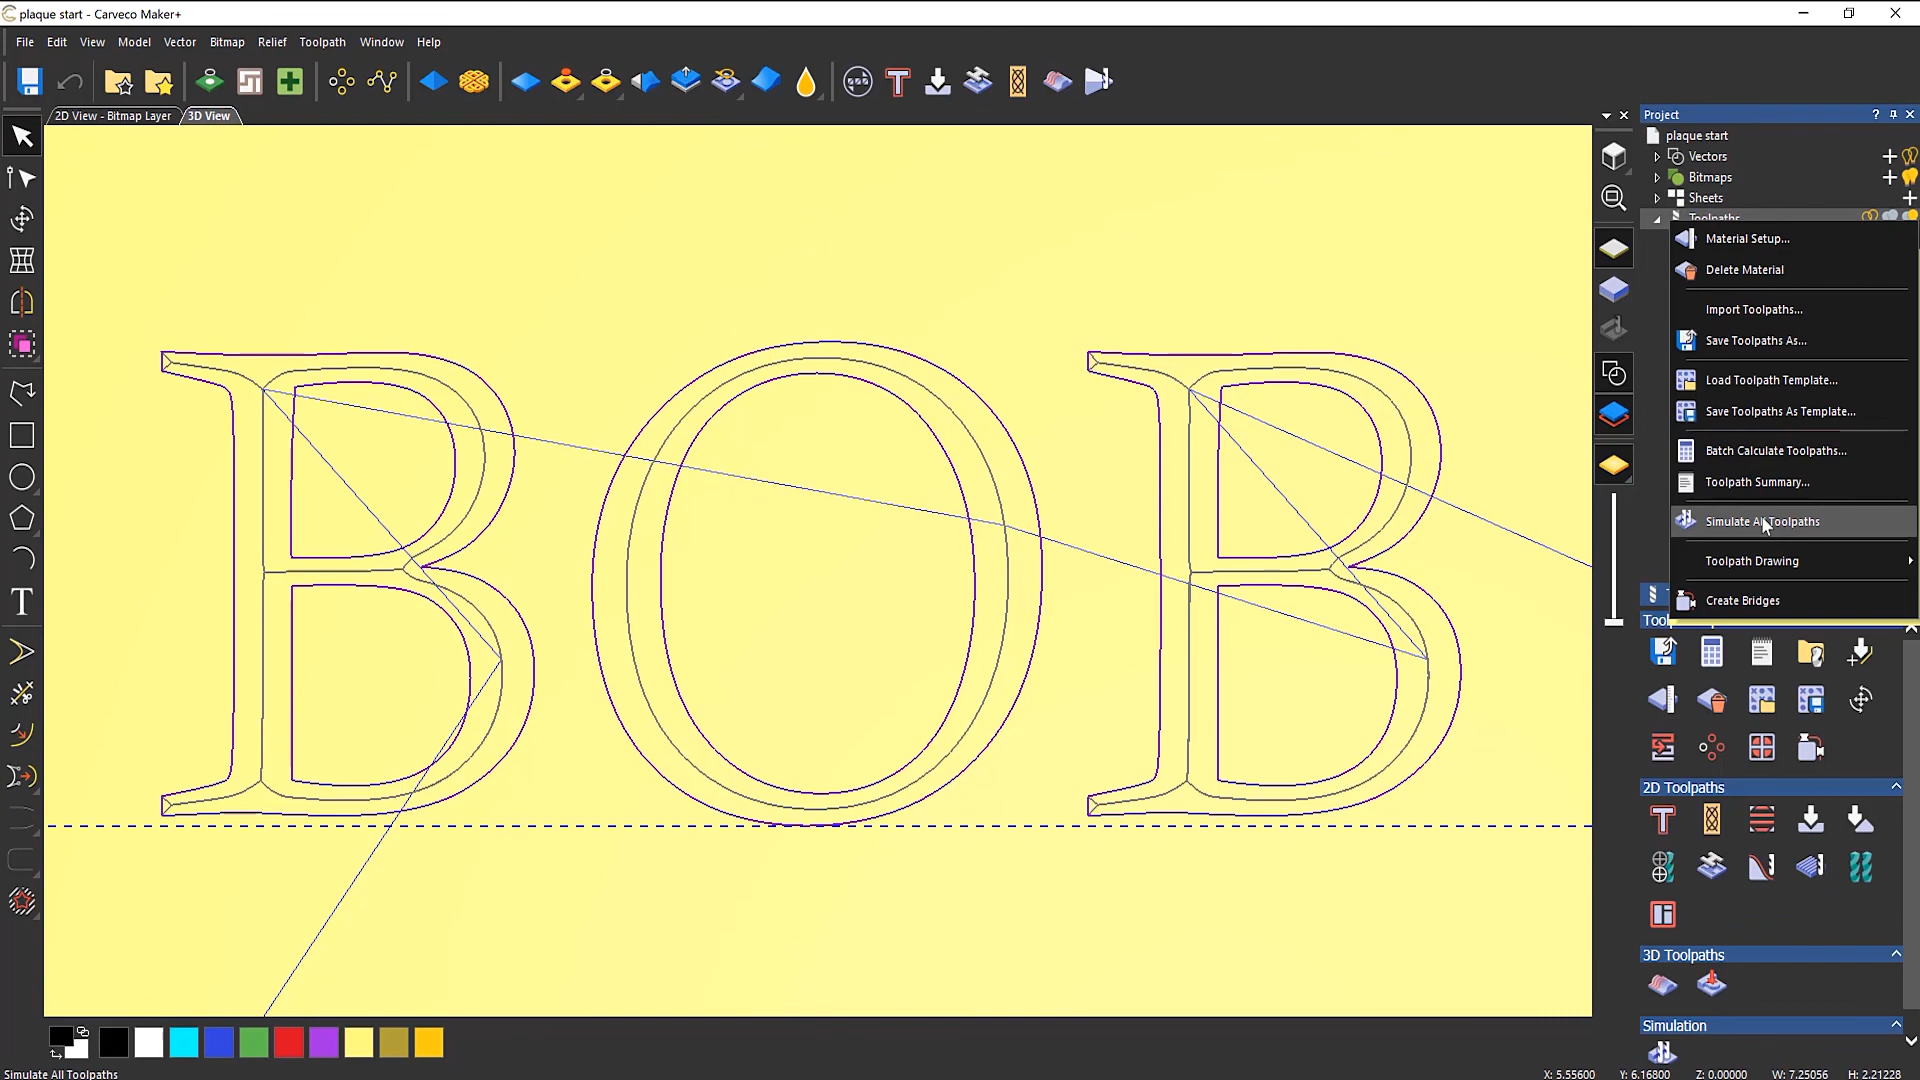 plaque start - Carveco Maker+
File Edit View Model Vector Bitmap Relief Toolpath Window Help
2D View - Bitmap Layer
3D View
Project
plaque start
Vectors
Bitmaps
Sheets
Toolpaths
Material Setup...
Delete Material
Import Toolpaths...
Save Toolpaths As...
Load Toolpath Template...
Save Toolpaths As Template...
Batch Calculate Toolpaths...
Toolpath Summary...
Simulate All Toolpaths
Toolpath Drawing
Create Bridges
BOB
2D Toolpaths
3D Toolpaths
Simulation
Simulate All Toolpaths
X: 5.55600 Y: 6.16800 Z: 0.00000 W: 7.25056 H: 2.21228